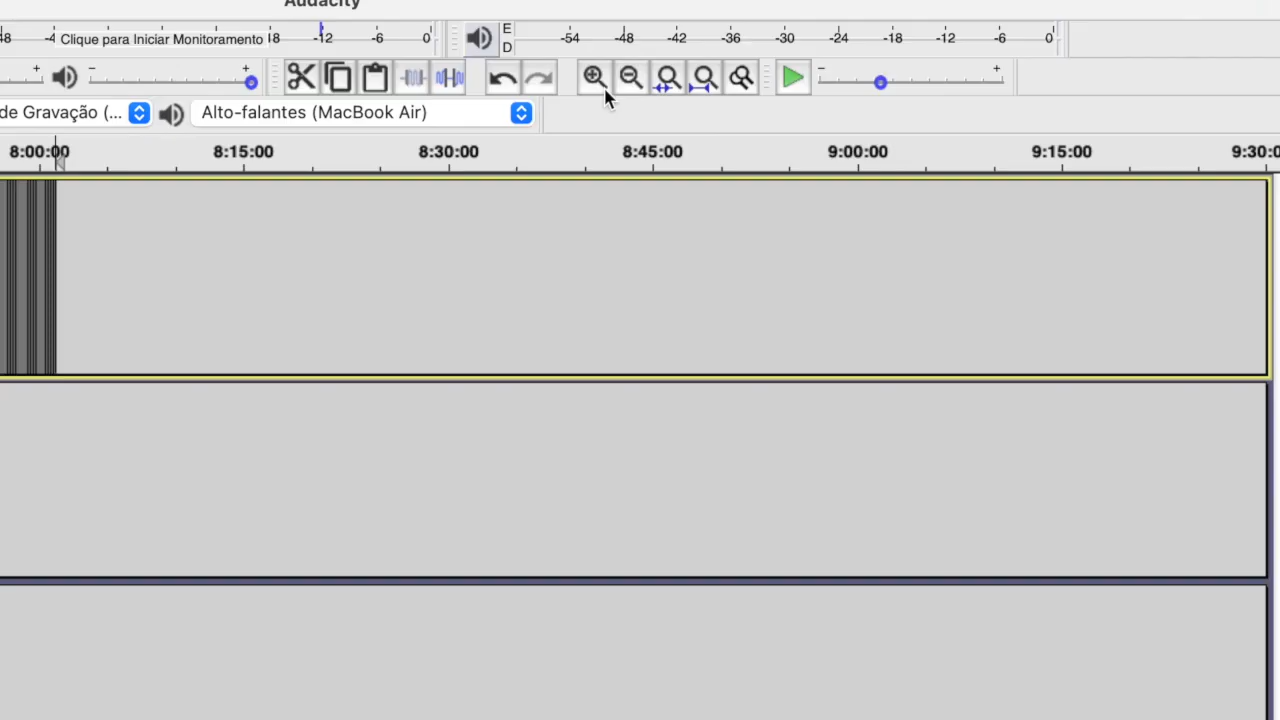 Audacity
48 -4 Clique para Iniciar Monitoramento 18 -12 -6 0 E -54 -48 -42 -36 -30 -24 -18 -12 -6 0
D
+ - + - +
de Gravação (... Alto-falantes (MacBook Air)
8:00:00 8:15:00 8:30:00 8:45:00 9:00:00 9:15:00 9:30:0